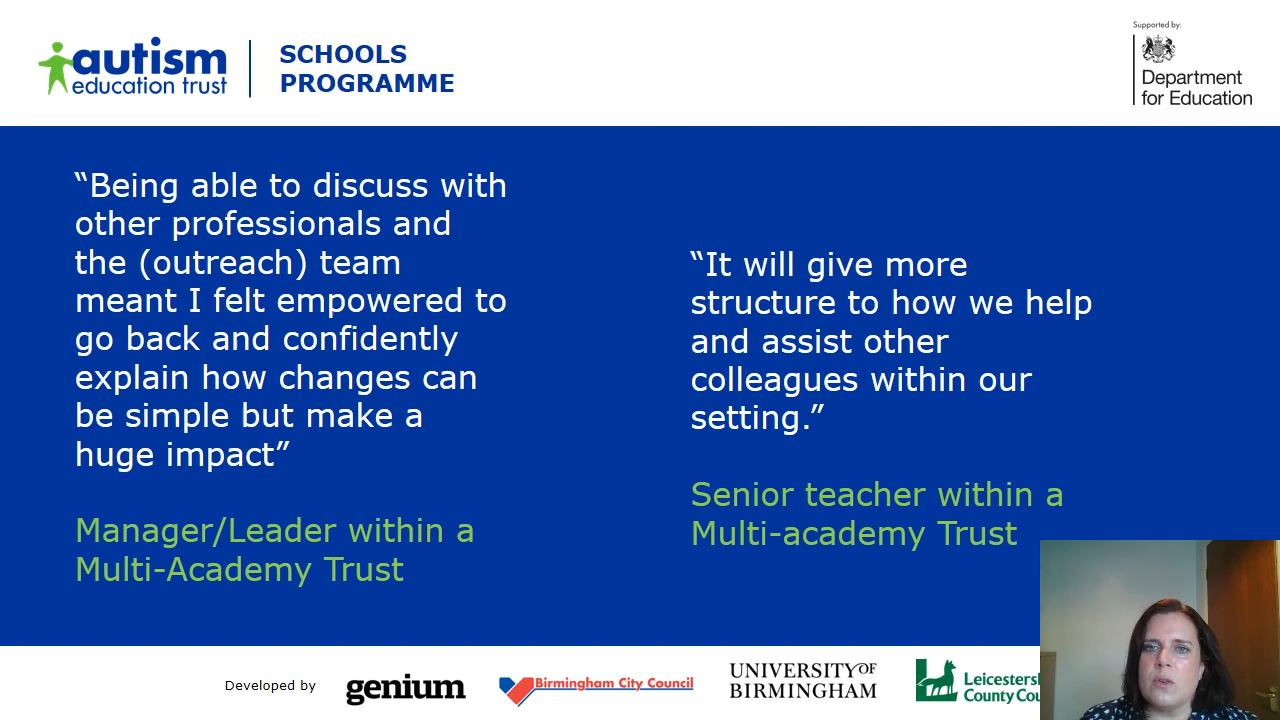 autism
education trust
SCHOOLS
PROGRAMME
Supported by:
Department
for Education
“Being able to discuss with
other professionals and
the (outreach) team
meant I felt empowered to
go back and confidently
explain how changes can
be simple but make a
huge impact”
Manager/Leader within a
Multi-Academy Trust
“It will give more
structure to how we help
and assist other
colleagues within our
setting.”
Senior teacher within a
Multi-academy Trust
Developed by
genium
Birmingham City Council
UNIVERSITY OF
BIRMINGHAM
County